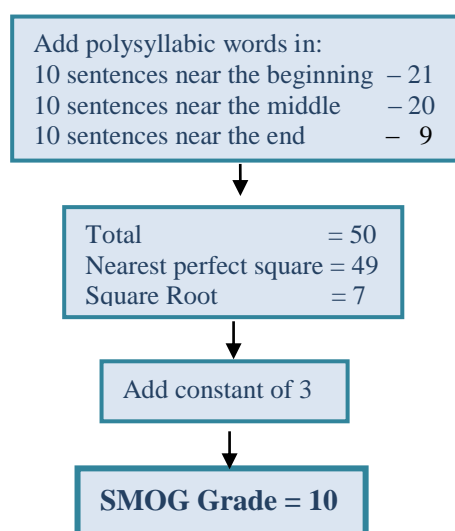 Add polysyllabic words in:
10 sentences near the beginning – 21
10 sentences near the middle – 20
10 sentences near the end – 9
Total = 50
Nearest perfect square = 49
Square Root = 7
Add constant of 3
SMOG Grade = 10